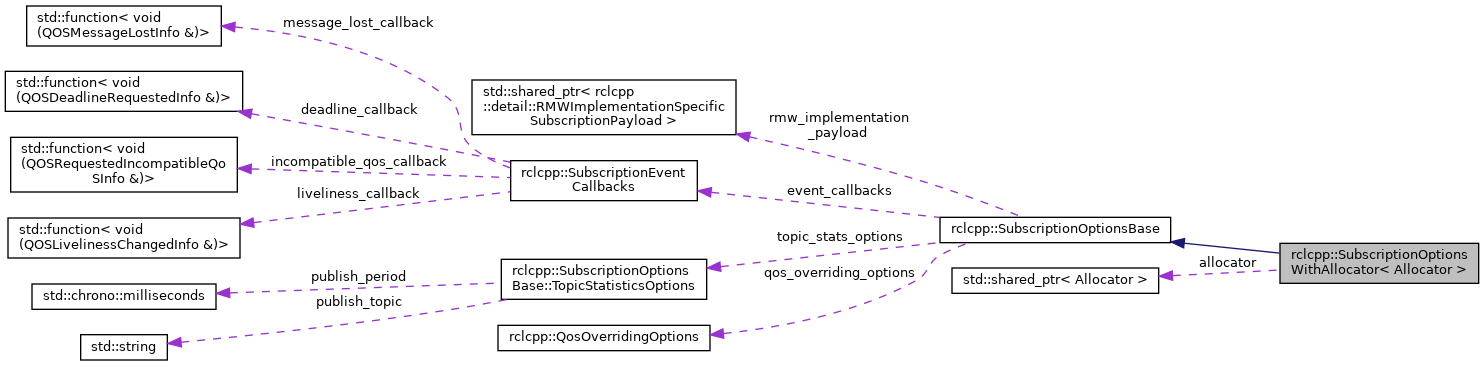 std::function< void
(QOSMessageLostInfo &)>
message_lost_callback
std::function< void
(QOSDeadlineRequestedInfo &)>
deadline_callback
std::function< void
(QOSRequestedIncompatibleQo
SInfo &)>
incompatible_qos_callback
std::function< void
(QOSLivelinessChangedInfo &)>
liveliness_callback
std::shared_ptr< rclcpp
::detail::RMWImplementationSpecific
SubscriptionPayload >
rmw_implementation
_payload
rclcpp::SubscriptionEvent
Callbacks
event_callbacks
rclcpp::SubscriptionOptionsBase
topic_stats_options
qos_overriding_options
rclcpp::SubscriptionOptions
WithAllocator< Allocator >
allocator
std::shared_ptr< Allocator >
rclcpp::SubscriptionOptions
Base::TopicStatisticsOptions
publish_period
std::chrono::milliseconds
publish_topic
std::string
rclcpp::QosOverridingOptions